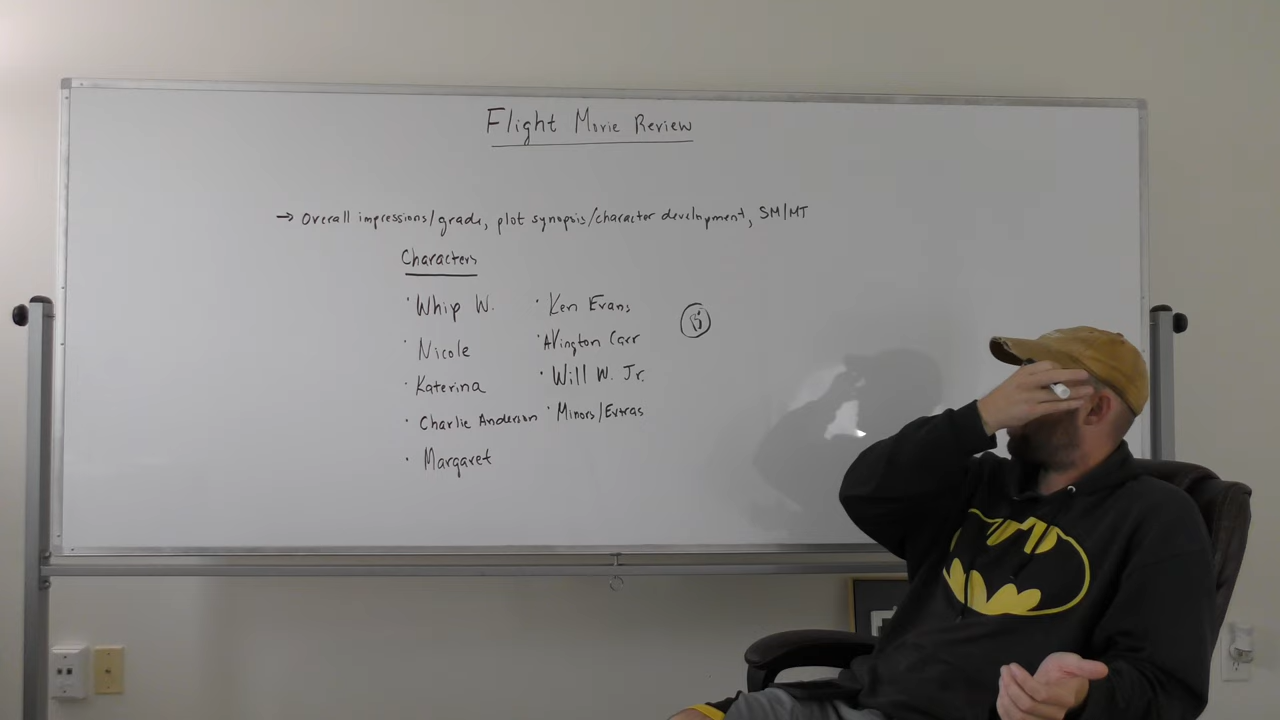 Flight Movie Review
→ Overall impressions/grade, plot synopsis/character development, SM/MT
Characters
· Whip W.
· Nicole
· Katerina
· Charlie Anderson
· Margaret
· Ken Evans
· Avington Carr
· Will W. Jr.
· Minors/Extras